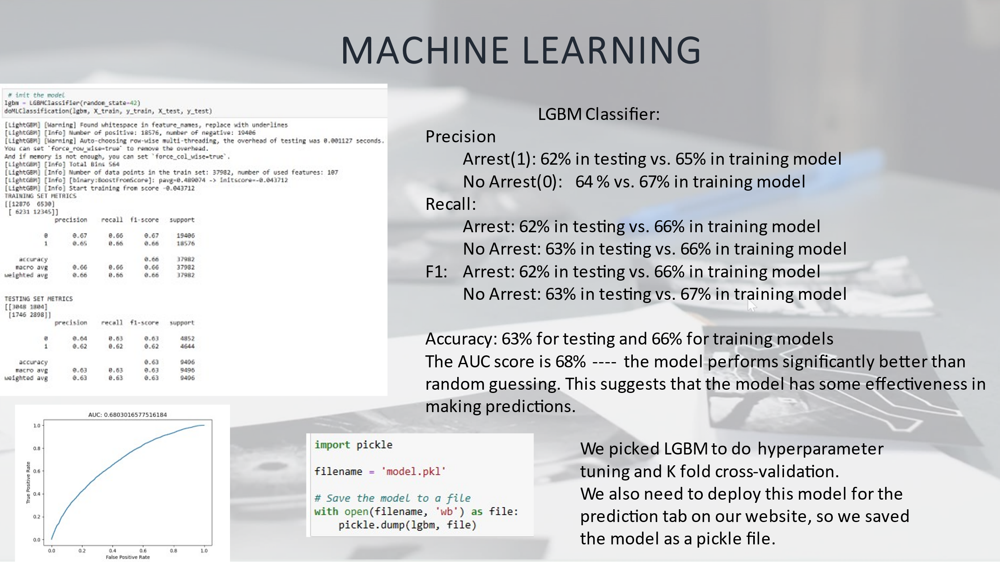 MACHINE LEARNING
# init the model
lgbm = LGBMClassifier(random_state=42)
doMLClassification(lgbm, X_train, y_train, X_test, y_test)
[LightGBM] [Warning] Found whitespace in feature_names, replace with underlines
[LightGBM] [Info] Number of positive: 18576, number of negative: 19406
[LightGBM] [Warning] Auto-choosing row-wise multi-threading, the overhead of testing was 0.001127 seconds.
You can set `force_row_wise=true` to remove the overhead.
And if memory is not enough, you can set `force_col_wise=true`.
[LightGBM] [Info] Total Bins 564
[LightGBM] [Info] Number of data points in the train set: 37982, number of used features: 107
[LightGBM] [Info] [binary:BoostFromScore]: pavg=0.489074 -> initscore=-0.043712
[LightGBM] [Info] Start training from score -0.043712
TRAINING SET METRICS
[[12876 6530]
[ 6231 12345]]
precision recall f1-score support
0 0.67 0.66 0.67 19406
1 0.65 0.66 0.66 18576
accuracy 0.66 37982
macro avg 0.66 0.66 0.66 37982
weighted avg 0.66 0.66 0.66 37982
TESTING SET METRICS
[[3048 1804]
[1746 2898]]
precision recall f1-score support
0 0.64 0.63 0.63 4852
1 0.62 0.62 0.62 4644
accuracy 0.63 9496
macro avg 0.63 0.63 0.63 9496
weighted avg 0.63 0.63 0.63 9496
LGBM Classifier:
Precision
Arrest(1): 62% in testing vs. 65% in training model
No Arrest(0): 64 % vs. 67% in training model
Recall:
Arrest: 62% in testing vs. 66% in training model
No Arrest: 63% in testing vs. 66% in training model
F1: Arrest: 62% in testing vs. 66% in training model
No Arrest: 63% in testing vs. 67% in training model
Accuracy: 63% for testing and 66% for training models
The AUC score is 68% ---- the model performs significantly better than
random guessing. This suggests that the model has some effectiveness in
making predictions.
AUC: 0.6803016577516184
True Positive Rate
1.0
0.8
0.6
0.4
0.2
0.0
0.0 0.2 0.4 0.6 0.8 1.0
False Positive Rate
import pickle
filename = 'model.pkl'
# Save the model to a file
with open(filename, 'wb') as file:
pickle.dump(lgbm, file)
We picked LGBM to do hyperparameter
tuning and K fold cross-validation.
We also need to deploy this model for the
prediction tab on our website, so we saved
the model as a pickle file.